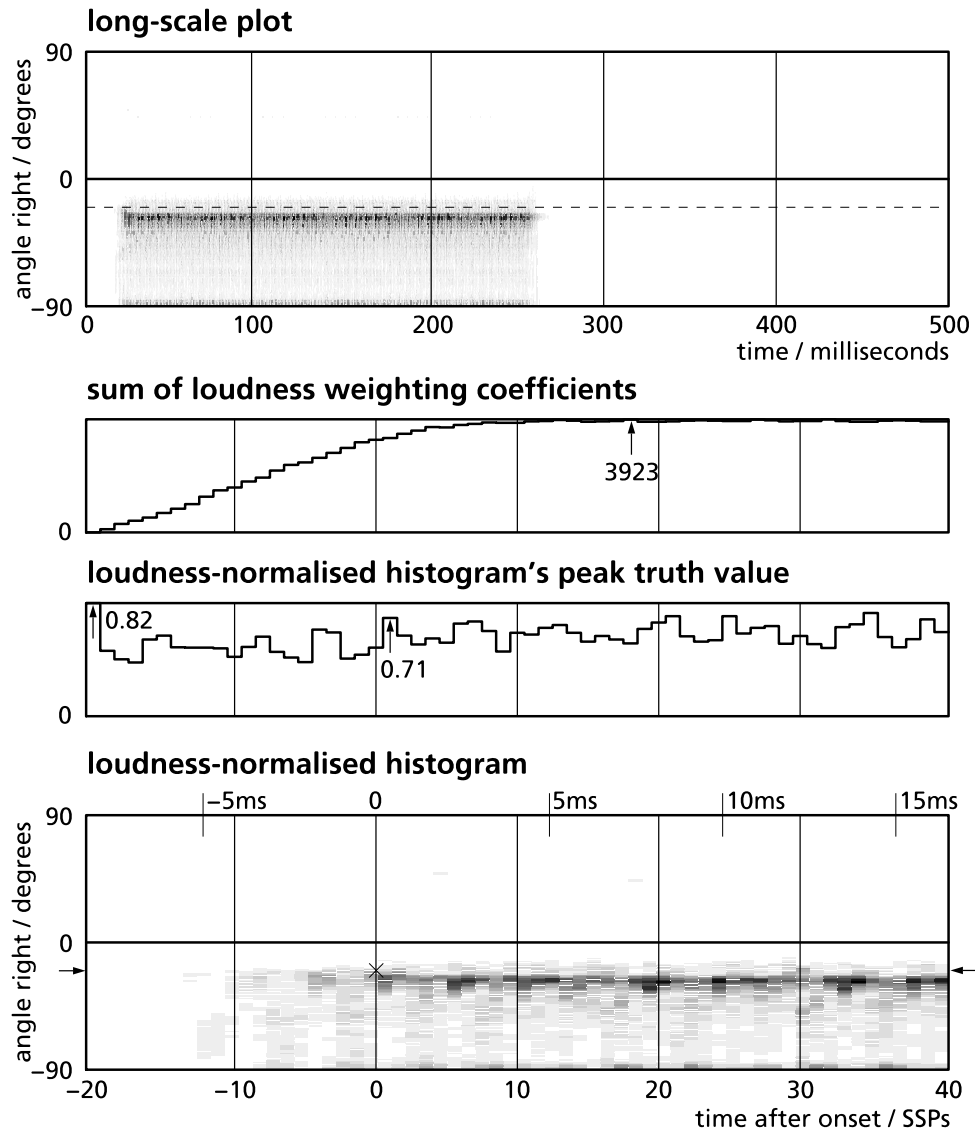 long-scale plot
90
0
−90
angle right / degrees
0 100 200 300 400 500
time / milliseconds
sum of loudness weighting coefficients
3923
0
loudness-normalised histogram's peak truth value
0.82
0.71
0
loudness-normalised histogram
−5ms 0 5ms 10ms 15ms
90
0
−90
angle right / degrees
−20 −10 0 10 20 30 40
time after onset / SSPs